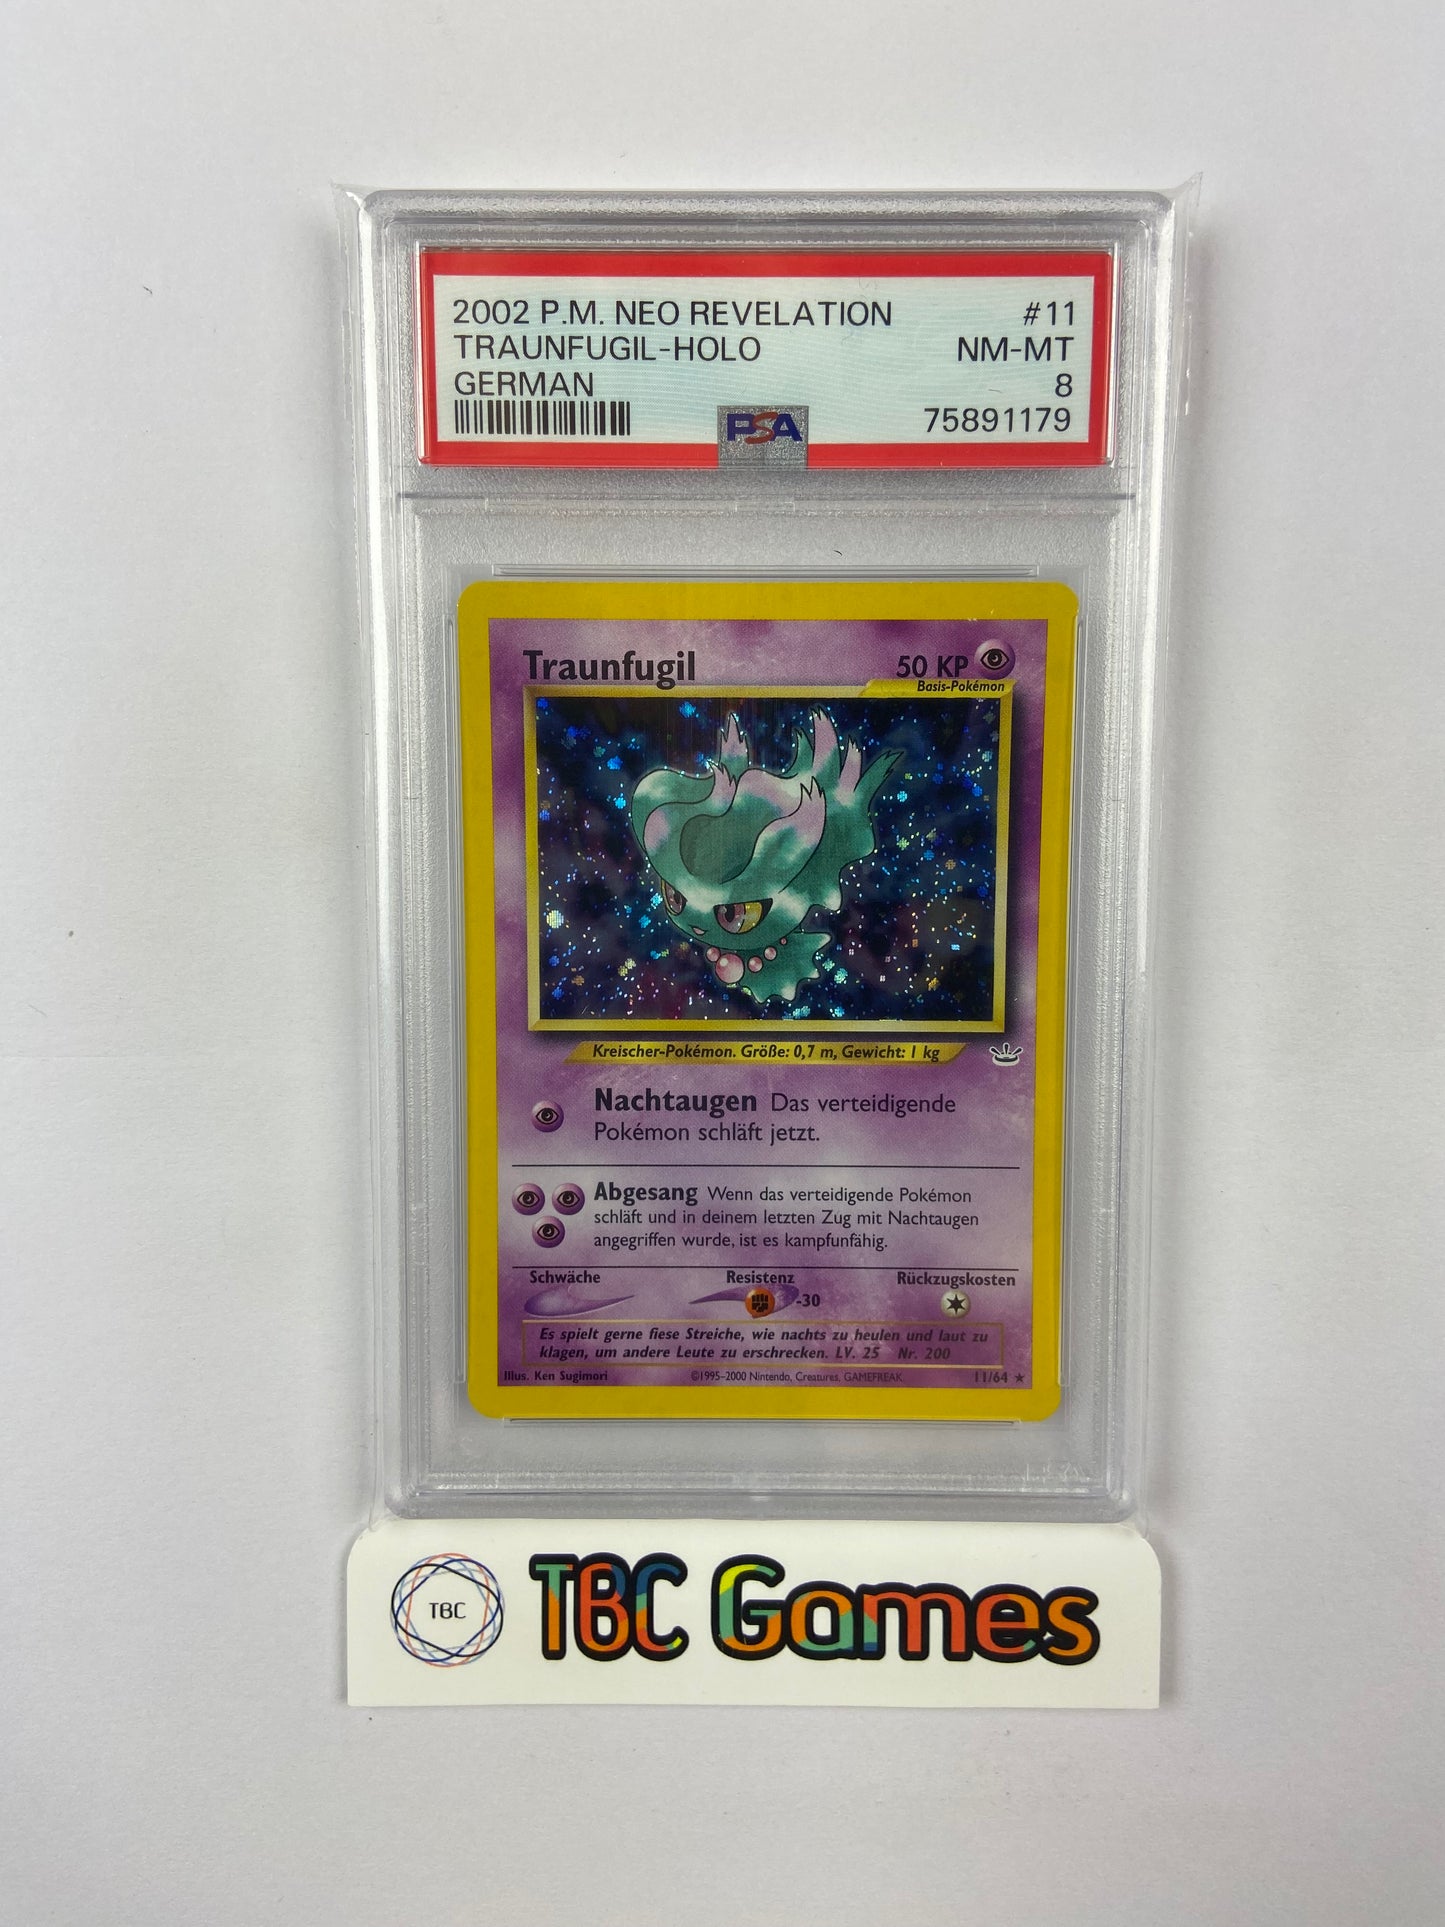 2002 P.M. NEO REVELATION #11
TRAUNFUGIL-HOLO NM-MT
GERMAN 8
PSA 75891179
Traunfugil 50 KP
Basis-Pokémon
Kreischer-Pokémon. Größe: 0,7 m, Gewicht: 1 kg
Nachtaugen Das verteidigende
Pokémon schläft jetzt.
Abgesang Wenn das verteidigende Pokémon
schläft und in deinem letzten Zug mit Nachtaugen
angegriffen wurde, ist es kampfunfähig.
Schwäche Resistenz Rückzugskosten
-30
Es spielt gerne fiese Streiche, wie nachts zu heulen und laut zu
klagen, um andere Leute zu erschrecken. LV. 25 Nr. 200
Illus. Ken Sugimori ©1995-2000 Nintendo, Creatures, GAMEFREAK. 11/64 ★
TBC TBC Games